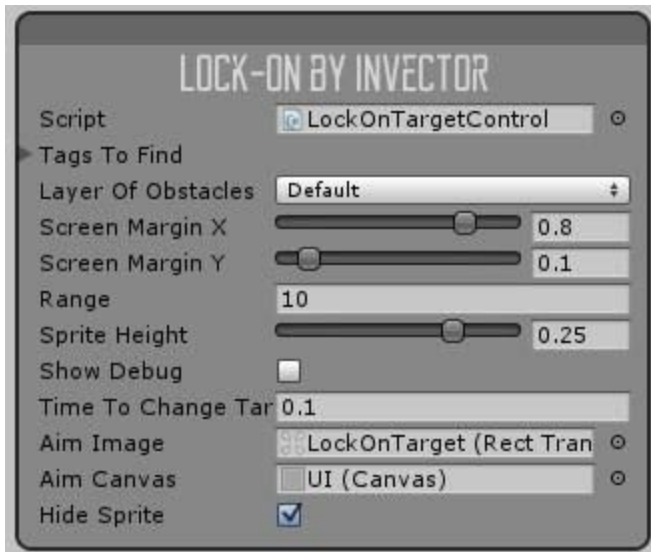 LOCK-ON BY INVECTOR
Script LockOnTargetControl
Tags To Find
Layer Of Obstacles Default
Screen Margin X 0.8
Screen Margin Y 0.1
Range 10
Sprite Height 0.25
Show Debug
Time To Change Tar 0.1
Aim Image LockOnTarget (Rect Tran
Aim Canvas UI (Canvas)
Hide Sprite